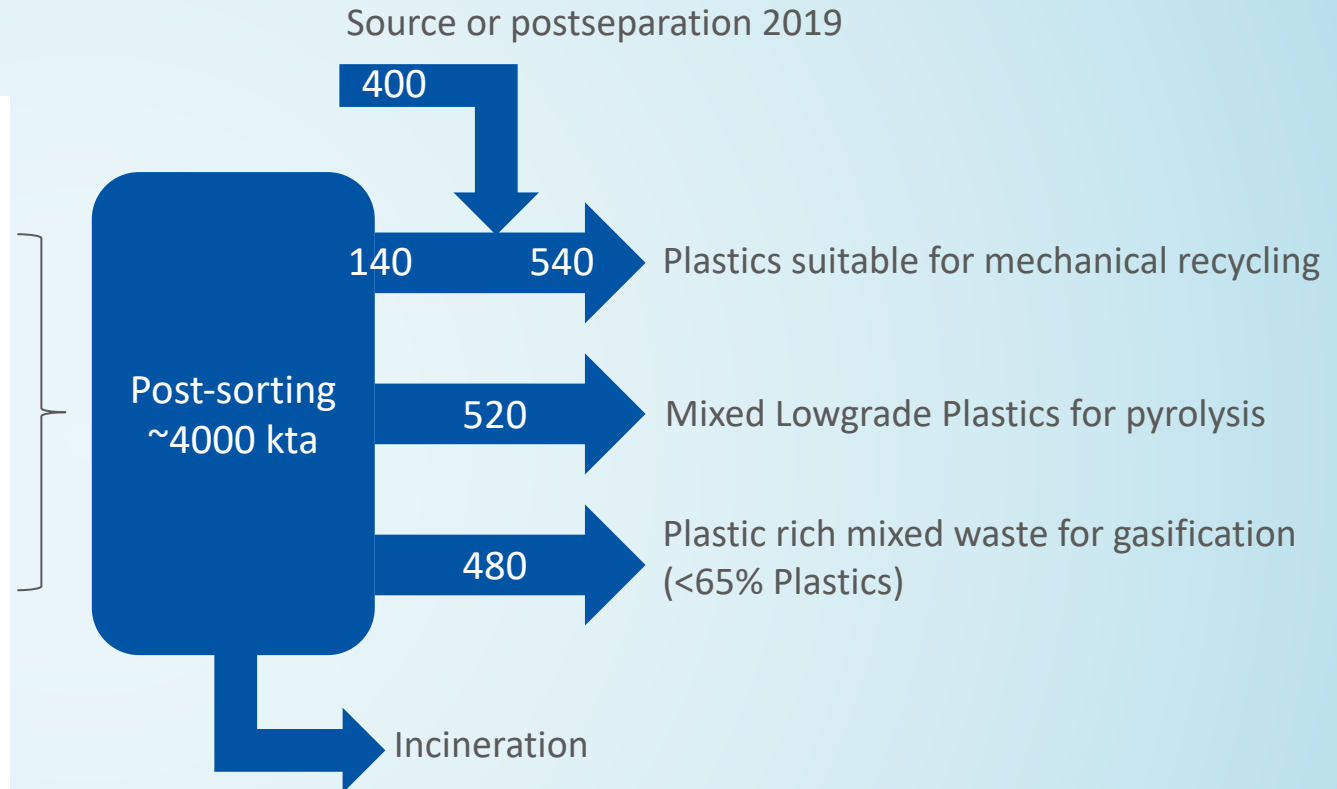 Source or postseparation 2019
400
140
540
Plastics suitable for mechanical recycling
Post-sorting
~4000 kta
520
Mixed Lowgrade Plastics for pyrolysis
480
Plastic rich mixed waste for gasification
(<65% Plastics)
Incineration